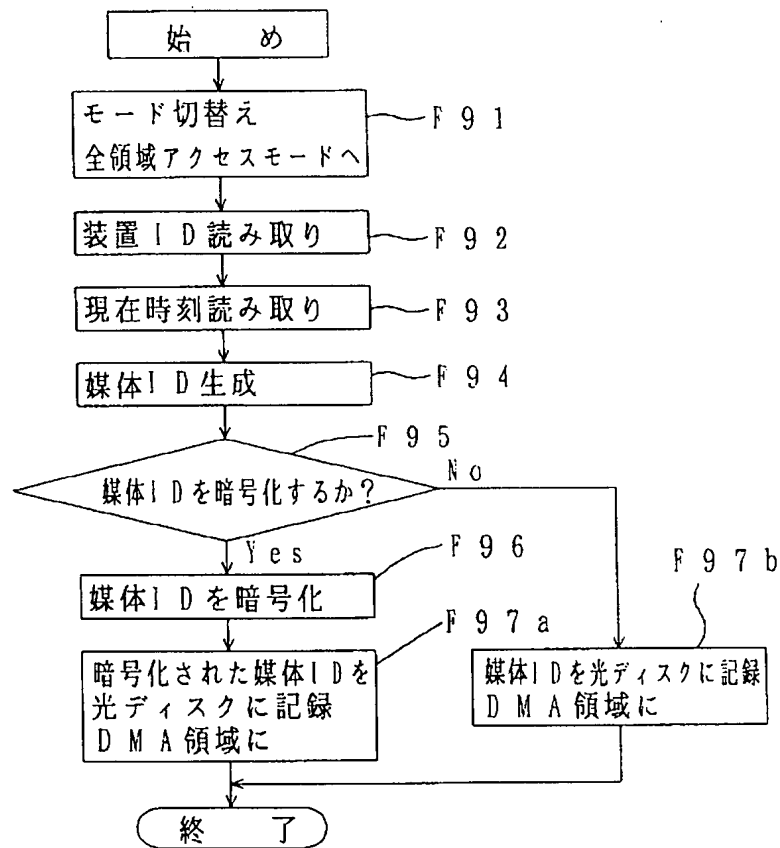 始 め
モード切替え
全領域アクセスモードへ
F91
装置ID読み取り
F92
現在時刻読み取り
F93
媒体ID生成
F94
F95
媒体IDを暗号化するか?
No
Yes
媒体IDを暗号化
F96
暗号化された媒体IDを
光ディスクに記録
DMA領域に
F97a
媒体IDを光ディスクに記録
DMA領域に
F97b
終 了